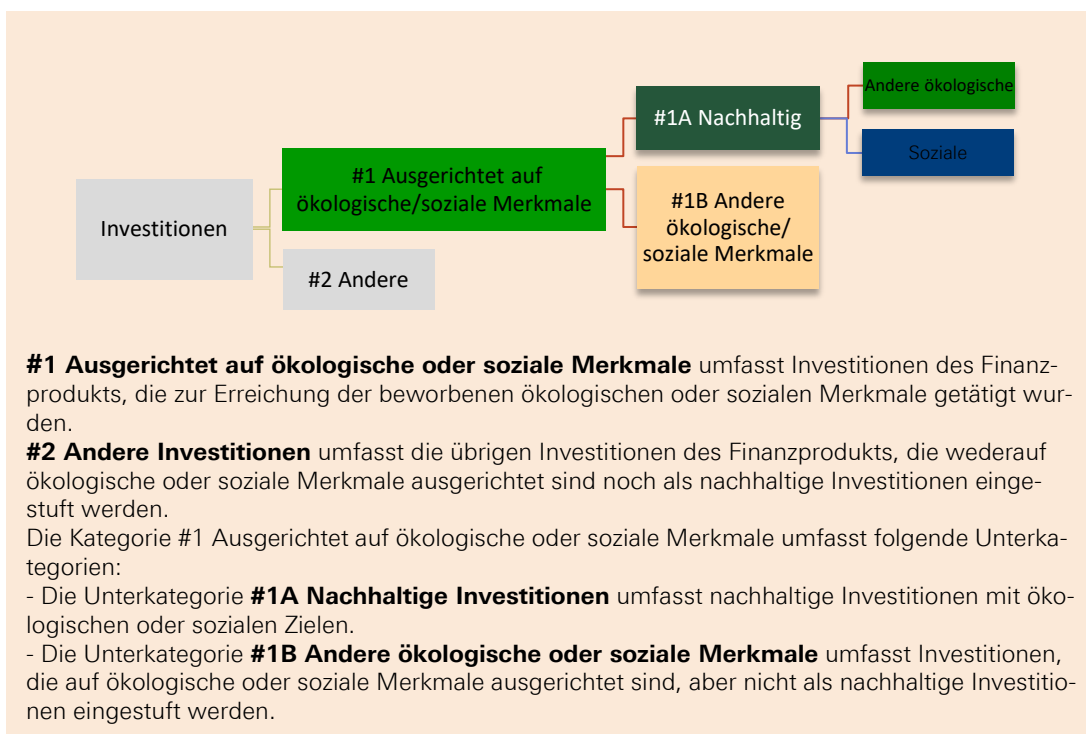 Andere ökologische
#1A Nachhaltig
Soziale
#1 Ausgerichtet auf
ökologische/soziale Merkmale
#1B Andere
ökologische/
soziale Merkmale
Investitionen
#2 Andere
#1 Ausgerichtet auf ökologische oder soziale Merkmale umfasst Investitionen des Finanz-
produkts, die zur Erreichung der beworbenen ökologischen oder sozialen Merkmale getätigt wur-
den.
#2 Andere Investitionen umfasst die übrigen Investitionen des Finanzprodukts, die wederauf
ökologische oder soziale Merkmale ausgerichtet sind noch als nachhaltige Investitionen einge-
stuft werden.
Die Kategorie #1 Ausgerichtet auf ökologische oder soziale Merkmale umfasst folgende Unterka-
tegorien:
- Die Unterkategorie #1A Nachhaltige Investitionen umfasst nachhaltige Investitionen mit öko-
logischen oder sozialen Zielen.
- Die Unterkategorie #1B Andere ökologische oder soziale Merkmale umfasst Investitionen,
die auf ökologische oder soziale Merkmale ausgerichtet sind, aber nicht als nachhaltige Investitio-
nen eingestuft werden.